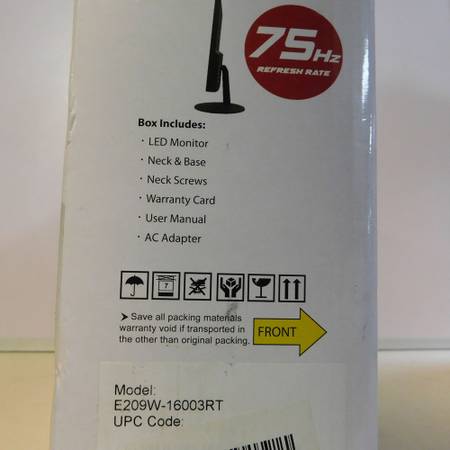 75Hz
REFRESH RATE
Box Includes:
· LED Monitor
· Neck & Base
· Neck Screws
· Warranty Card
· User Manual
· AC Adapter
7
➤ Save all packing materials
warranty void if transported in
the other than original packing.
FRONT
Model:
E209W-16003RT
UPC Code: